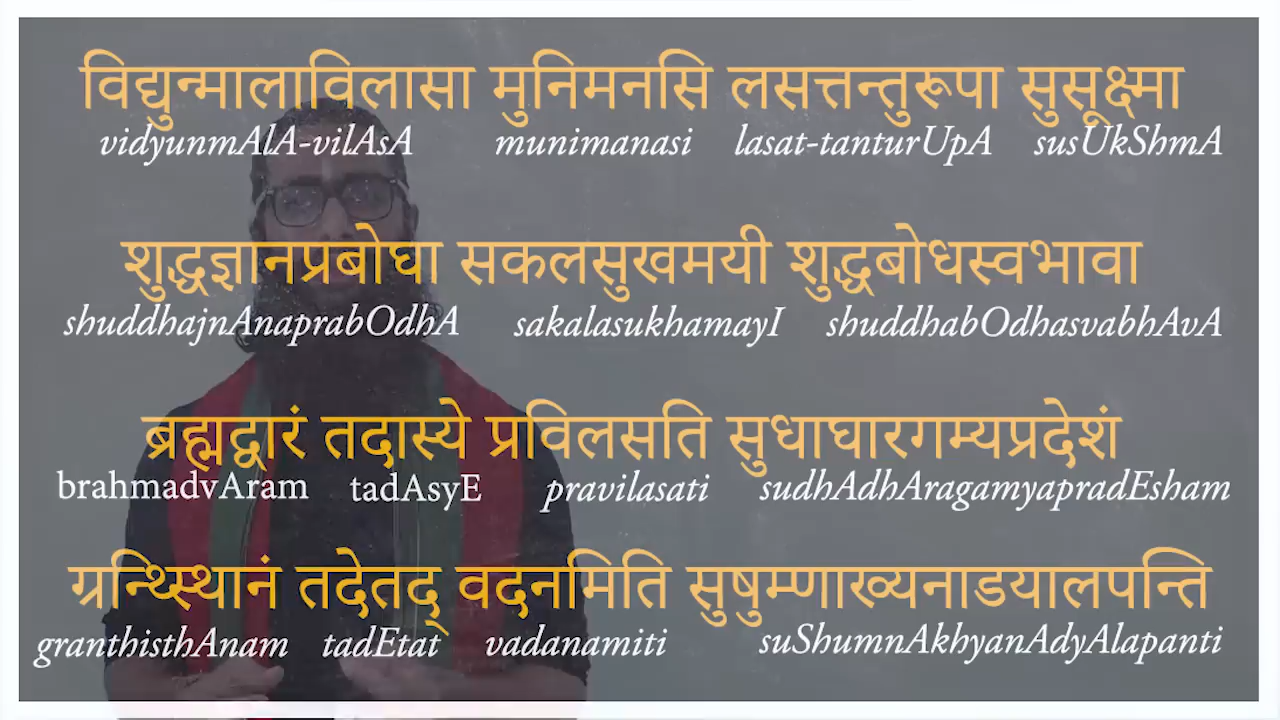 विद्युन्मालाविलासा मुनिमनसि लसत्तन्तुरूपा सुसूक्ष्मा
vidyunmAlA-vilAsA munimanasi lasat-tanturUpA susUkShmA
शुद्धज्ञानप्रबोघा सकलसुखमयी शुद्धबोधस्वभावा
shuddhajnAnaprabOdhA sakalasukhamayI shuddhabOdhasvabhAvA
ब्रह्मद्वारं तदास्ये प्रविलसति सुधाघारगम्यप्रदेशं
brahmadvAram tadAsyE pravilasati sudhAdhAragamyapradEsham
ग्रन्थिस्थानं तदेतद् वदनमिति सुषुम्णाख्यनाडयालपन्ति
granthisthAnam tadEtat vadanamiti suShumnAkhyanAdyAlapanti